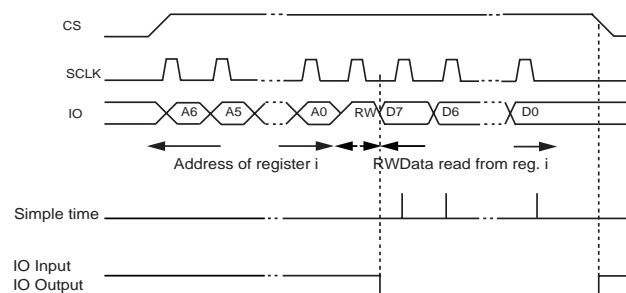 CS
SCLK
IO A6 A5 A0 RW D7 D6 D0
Address of register i RWData read from reg. i
Simple time
IO Input
IO Output